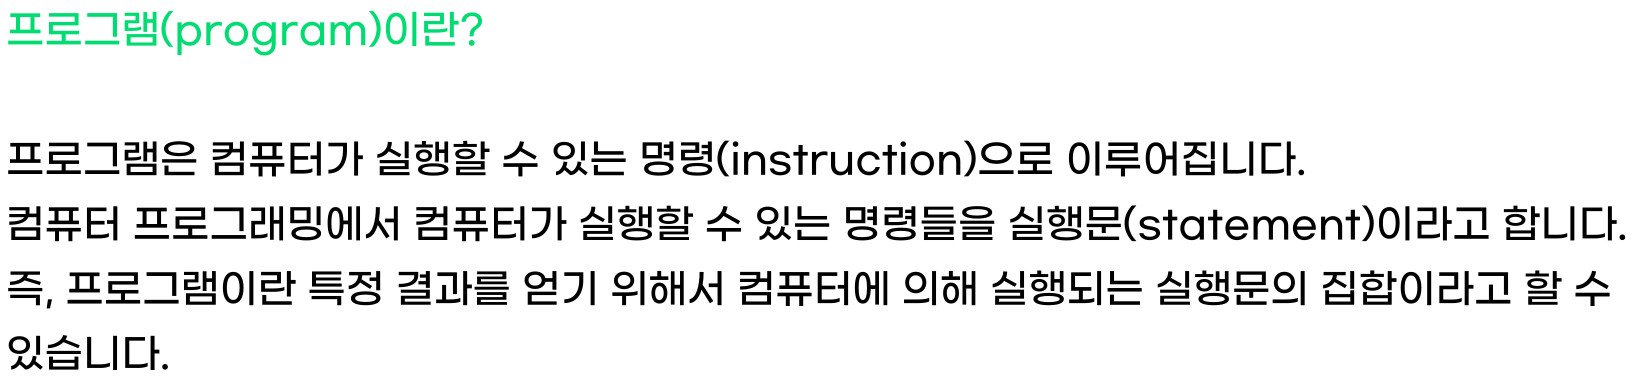 프로그램(program)이란?
프로그램은 컴퓨터가 실행할 수 있는 명령(instruction)으로 이루어집니다.
컴퓨터 프로그래밍에서 컴퓨터가 실행할 수 있는 명령들을 실행문(statement)이라고 합니다.
즉, 프로그램이란 특정 결과를 얻기 위해서 컴퓨터에 의해 실행되는 실행문의 집합이라고 할 수
있습니다.